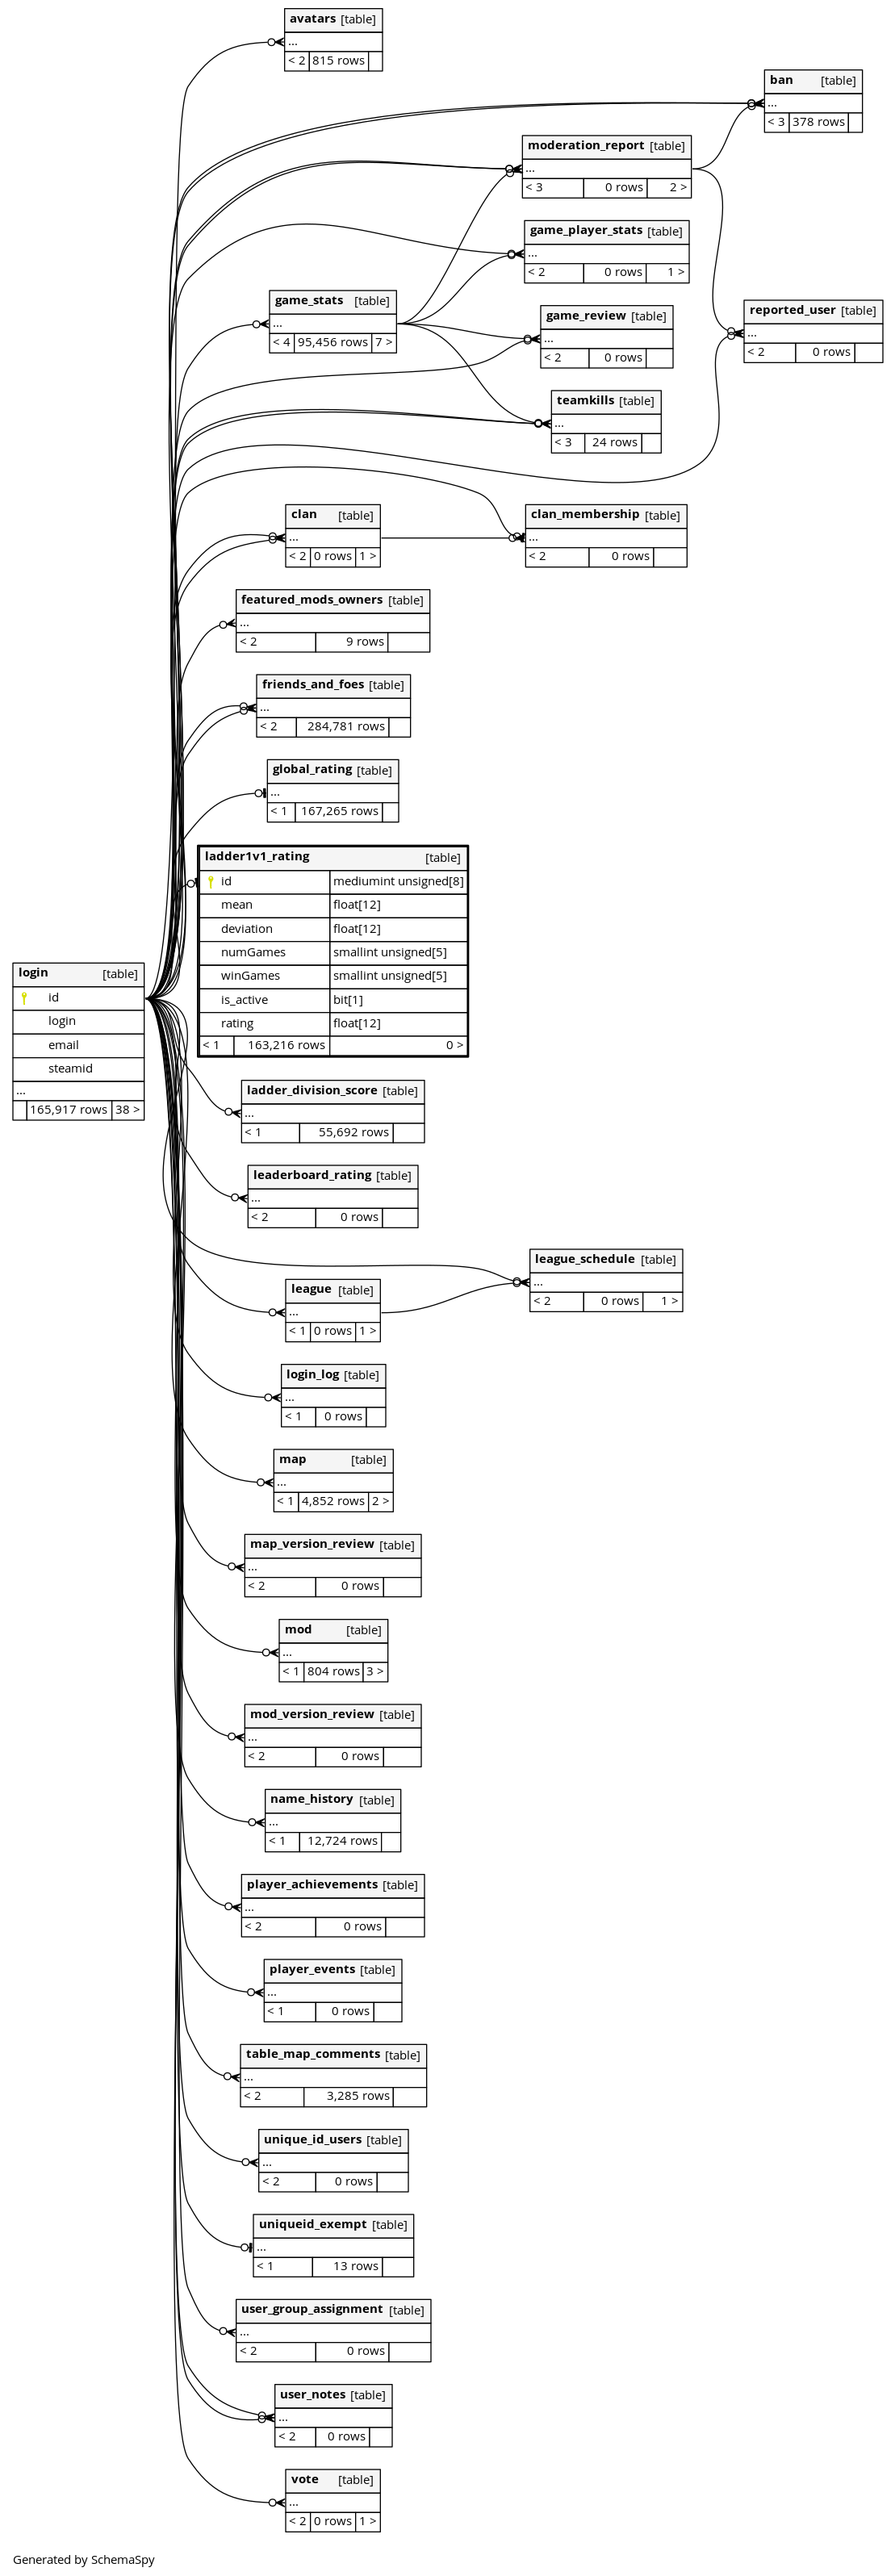 avatars [table]
...
< 2 815 rows
ban [table]
...
< 3 378 rows
moderation_report [table]
...
< 3 0 rows 2 >
game_player_stats [table]
...
< 2 0 rows 1 >
game_stats [table]
...
< 4 95,456 rows 7 >
game_review [table]
...
< 2 0 rows
reported_user [table]
...
< 2 0 rows
teamkills [table]
...
< 3 24 rows
clan [table]
...
< 2 0 rows 1 >
clan_membership [table]
...
< 2 0 rows
featured_mods_owners [table]
...
< 2 9 rows
friends_and_foes [table]
...
< 2 284,781 rows
global_rating [table]
...
< 1 167,265 rows
ladder1v1_rating [table]
id mediumint unsigned[8]
mean float[12]
deviation float[12]
numGames smallint unsigned[5]
winGames smallint unsigned[5]
is_active bit[1]
rating float[12]
< 1 163,216 rows 0 >
login [table]
id
login
email
steamid
...
165,917 rows 38 >
ladder_division_score [table]
...
< 1 55,692 rows
leaderboard_rating [table]
...
< 2 0 rows
league_schedule [table]
...
< 2 0 rows 1 >
league [table]
...
< 1 0 rows 1 >
login_log [table]
...
< 1 0 rows
map [table]
...
< 1 4,852 rows 2 >
map_version_review [table]
...
< 2 0 rows
mod [table]
...
< 1 804 rows 3 >
mod_version_review [table]
...
< 2 0 rows
name_history [table]
...
< 1 12,724 rows
player_achievements [table]
...
< 2 0 rows
player_events [table]
...
< 1 0 rows
table_map_comments [table]
...
< 2 3,285 rows
unique_id_users [table]
...
< 2 0 rows
uniqueid_exempt [table]
...
< 1 13 rows
user_group_assignment [table]
...
< 2 0 rows
user_notes [table]
...
< 2 0 rows
vote [table]
...
< 2 0 rows 1 >
Generated by SchemaSpy